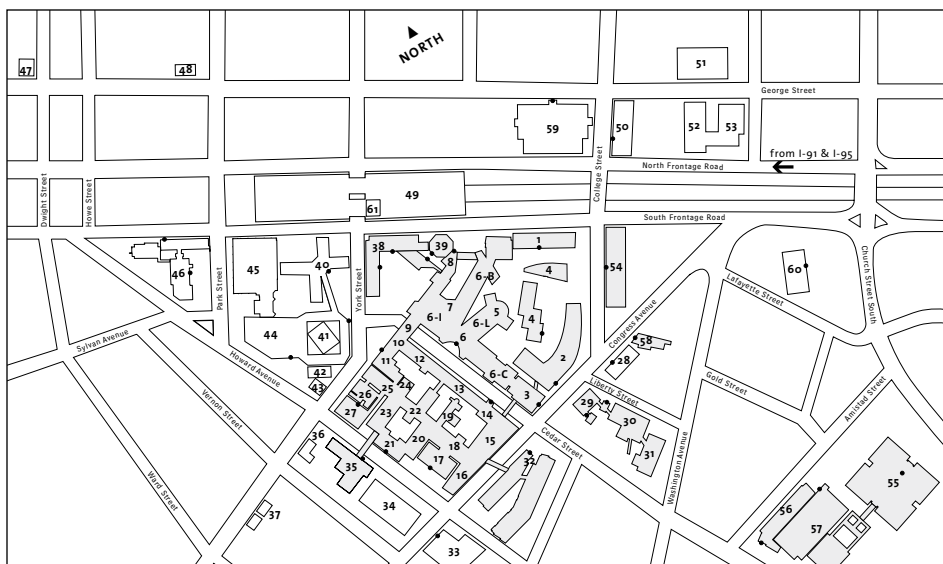 NORTH
47
48
51
George Street
59
50
52
53
from I-91 & I-95
North Frontage Road
College Street
Dwight Street
Howe Street
49
61
South Frontage Road
38
39
1
8
6-B
4
54
46
45
40
Park Street
York Street
7
60
Lafayette Street
Church Street South
6-I
5
6-L
4
9
6
44
41
Congress Avenue
58
28
2
Sylvan Avenue
Howard Avenue
10
11
12
42
43
6-C
3
Gold Street
Liberty Street
Amistad Street
24
25
13
26
27
23
22
19
14
29
30
31
Vernon Street
36
35
21
20
18
15
17
16
Cedar Street
32
Washington Avenue
55
Ward Street
34
37
33
56
57